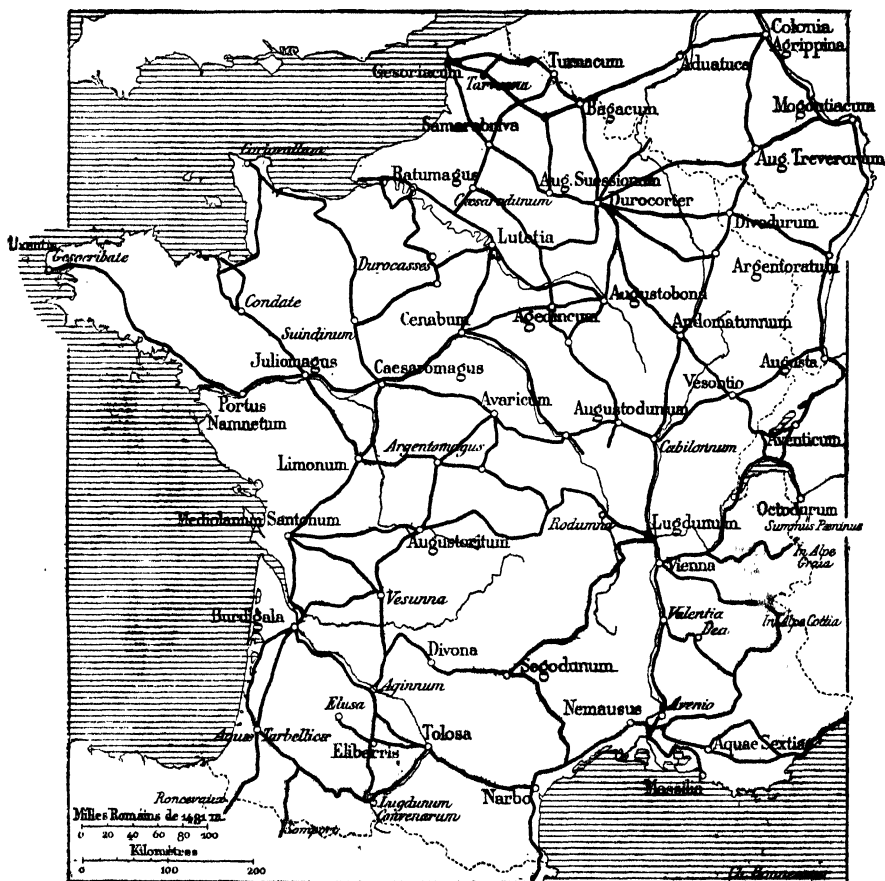 Colonia
Agrippina
Turnacum
Gesoriacum
Aduatuca
Bagacum
Mogontiacum
Samarobriva
Aug. Treverorum
Ratumagus
Aug. Suessionum
Caesarodunum
Durocorter
Divodurum
Lutetia
Uxantis
Gesocribate
Durocasses
Argentoratum
Condate
Augustobona
Agedincum
Cenabum
Andomatunnum
Suindinum
Juliomagus
Caesaromagus
Augusta
Vesontio
Portus
Namnetum
Avaricum
Augustodunum
Cabilonnum
Aventicum
Argentomagus
Limonum
Octodurum
Mediolanum Santonum
Rodumna
Lugdunum
Summus Pœninus
Augustoritum
In Alpe
Graia
Vienna
Vesunna
Burdigala
Valentia
Dea
In Alpe Cottia
Divona
Segodunum
Aginnum
Elusa
Nemausus
Avenio
Aquae Tarbellicae
Tolosa
Eliberris
Aquae Sextiae
Massilia
Narbo
Roncevaux
Lugdunum
Convenarum
Milles Romains de 1481 m.
0 20 40 60 80 100
Somport
Kilomètres
0 100 200